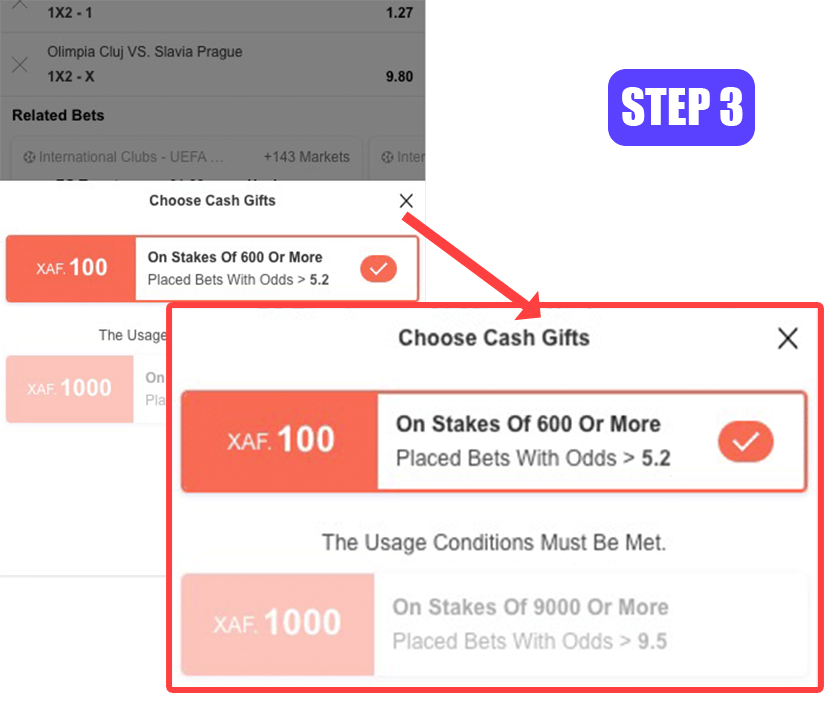 1X2 - 1 1.27
Olimpia Cluj VS. Slavia Prague
1X2 - X 9.80
Related Bets
International Clubs - UEFA ... +143 Markets
Inter
STEP 3
Choose Cash Gifts
XAF. 100
On Stakes Of 600 Or More
Placed Bets With Odds > 5.2
The Usage
XAF. 1000
On
Pla
Choose Cash Gifts
XAF. 100
On Stakes Of 600 Or More
Placed Bets With Odds > 5.2
The Usage Conditions Must Be Met.
XAF. 1000
On Stakes Of 9000 Or More
Placed Bets With Odds > 9.5